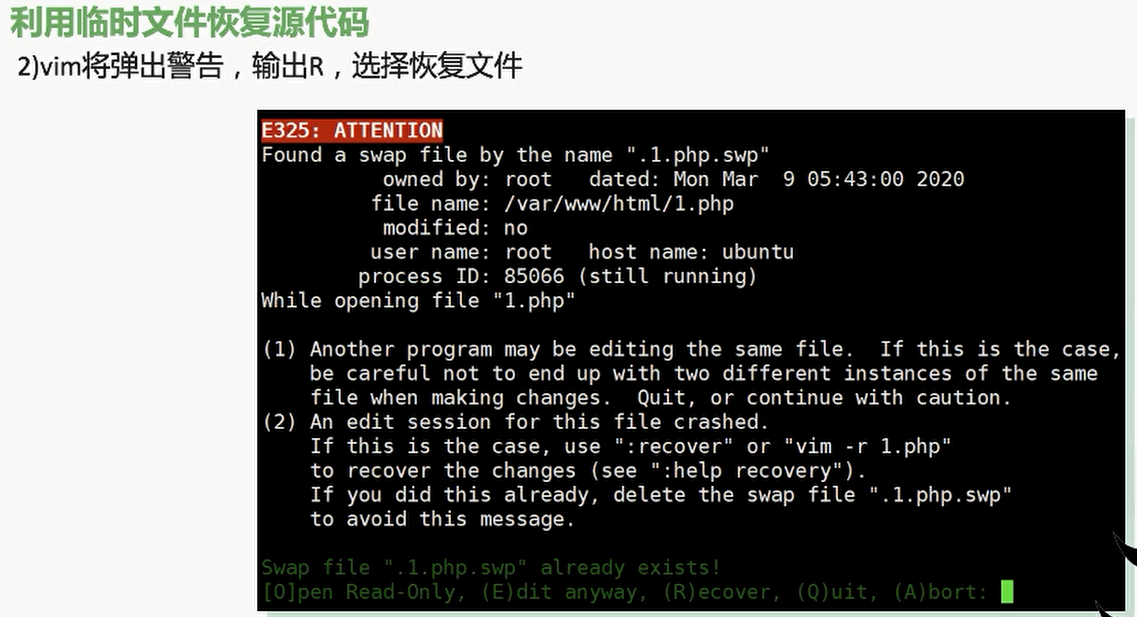 利用临时文件恢复源代码
2)vim将弹出警告，输出R，选择恢复文件
E325: ATTENTION
Found a swap file by the name ".1.php.swp"
owned by: root   dated: Mon Mar  9 05:43:00 2020
file name: /var/www/html/1.php
modified: no
user name: root   host name: ubuntu
process ID: 85066 (still running)
While opening file "1.php"
(1) Another program may be editing the same file.  If this is the case,
be careful not to end up with two different instances of the same
file when making changes.  Quit, or continue with caution.
(2) An edit session for this file crashed.
If this is the case, use ":recover" or "vim -r 1.php"
to recover the changes (see ":help recovery").
If you did this already, delete the swap file ".1.php.swp"
to avoid this message.
Swap file ".1.php.swp" already exists!
[O]pen Read-Only, (E)dit anyway, (R)ecover, (Q)uit, (A)bort: